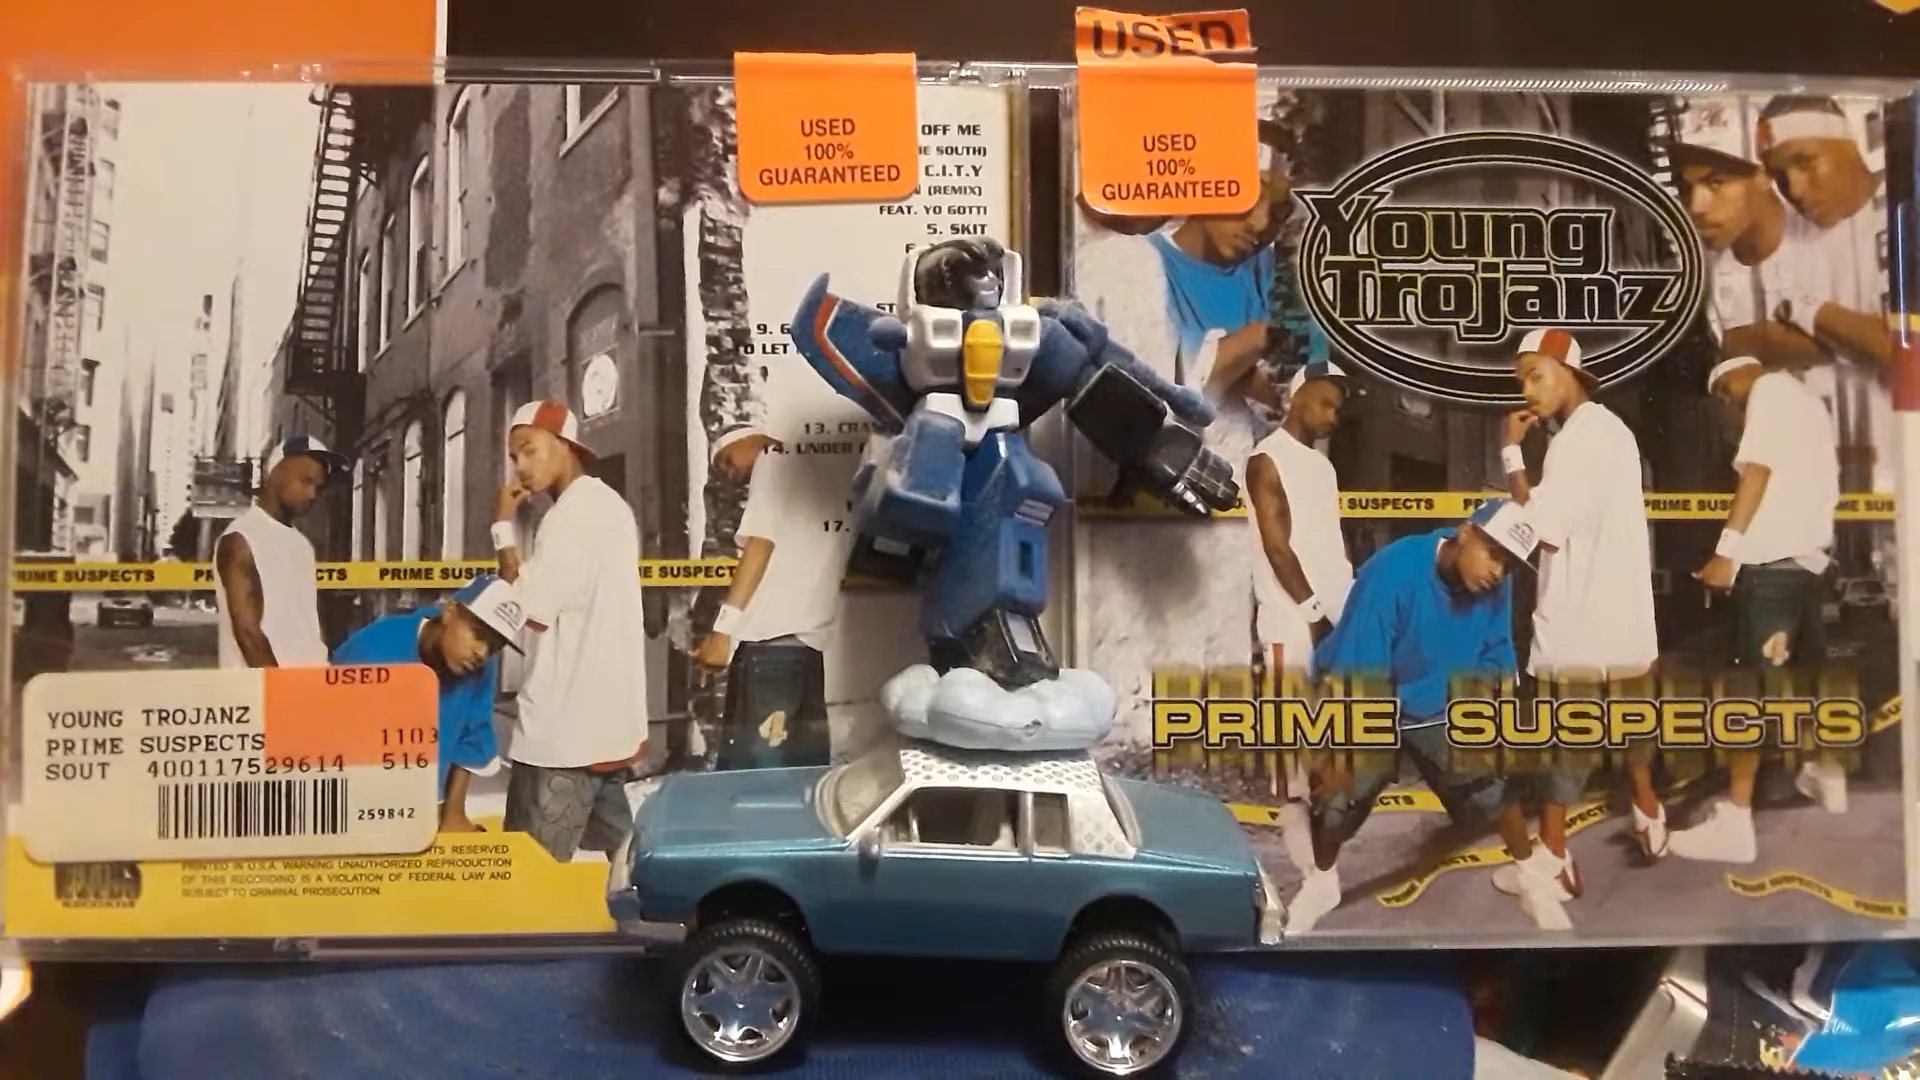 USED
100%
GUARANTEED
OFF ME
SOUTH)
C.I.T.Y
(REMIX)
FEAT. YO GOTTI
5. SKIT
9.
LET
13.
14. UNDER
17.
PRIME SUSPECTS
PRIME
SUSPECTS
USED
YOUNG TROJANZ
PRIME SUSPECTS 1103
SOUT 400117529614 516
259842
RESERVED
PRINTED IN U.S.A. WARNING UNAUTHORIZED REPRODUCTION
OF THIS RECORDING IS A VIOLATION OF FEDERAL LAW AND
SUBJECT TO CRIMINAL PROSECUTION.
4
USED
USED
100%
GUARANTEED
Young
Trojanz
SUSPECTS
PRIME
4
PRIME SUSPECTS